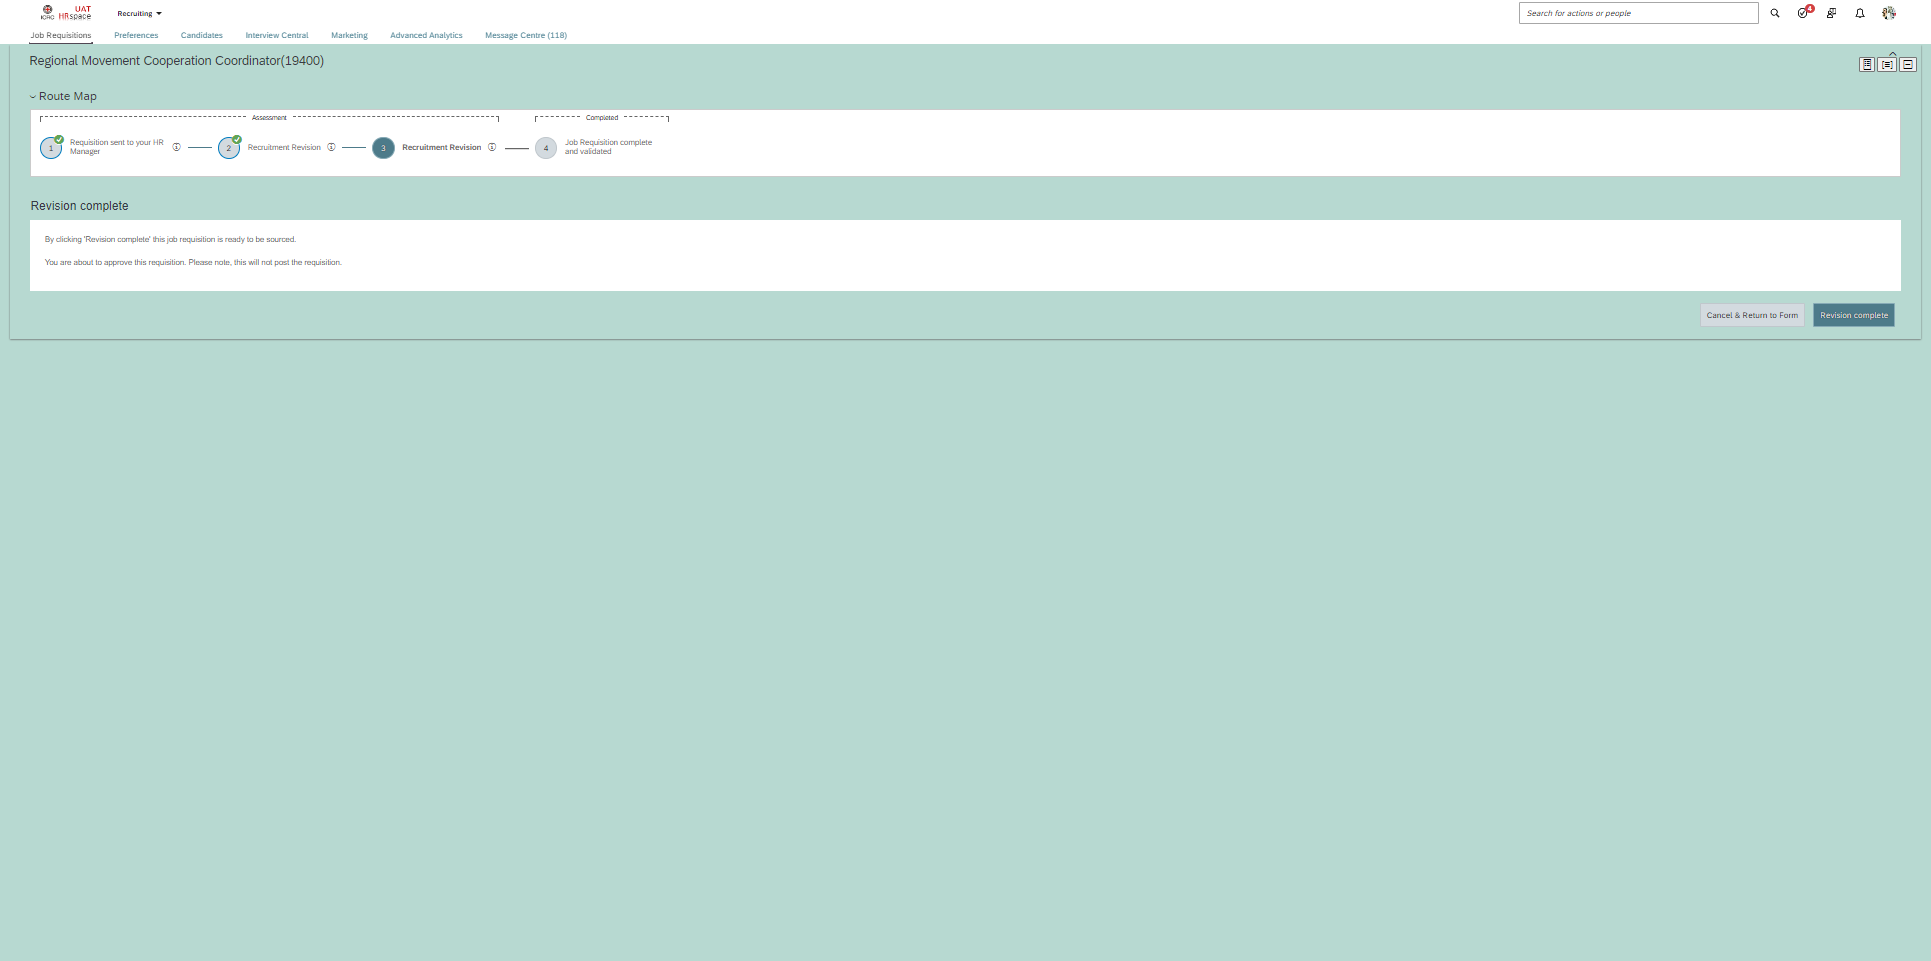 ICRC
UAT
HRspace
Recruiting
Search for actions or people
4
Job Requisitions
Preferences
Candidates
Interview Central
Marketing
Advanced Analytics
Message Centre (118)
Regional Movement Cooperation Coordinator(19400)
Route Map
Assessment
Completed
1
Requisition sent to your HR
Manager
2
Recruitment Revision
3
Recruitment Revision
4
Job Requisition complete
and validated
Revision complete
By clicking 'Revision complete' this job requisition is ready to be sourced.
You are about to approve this requisition. Please note, this will not post the requisition.
Cancel & Return to Form
Revision complete